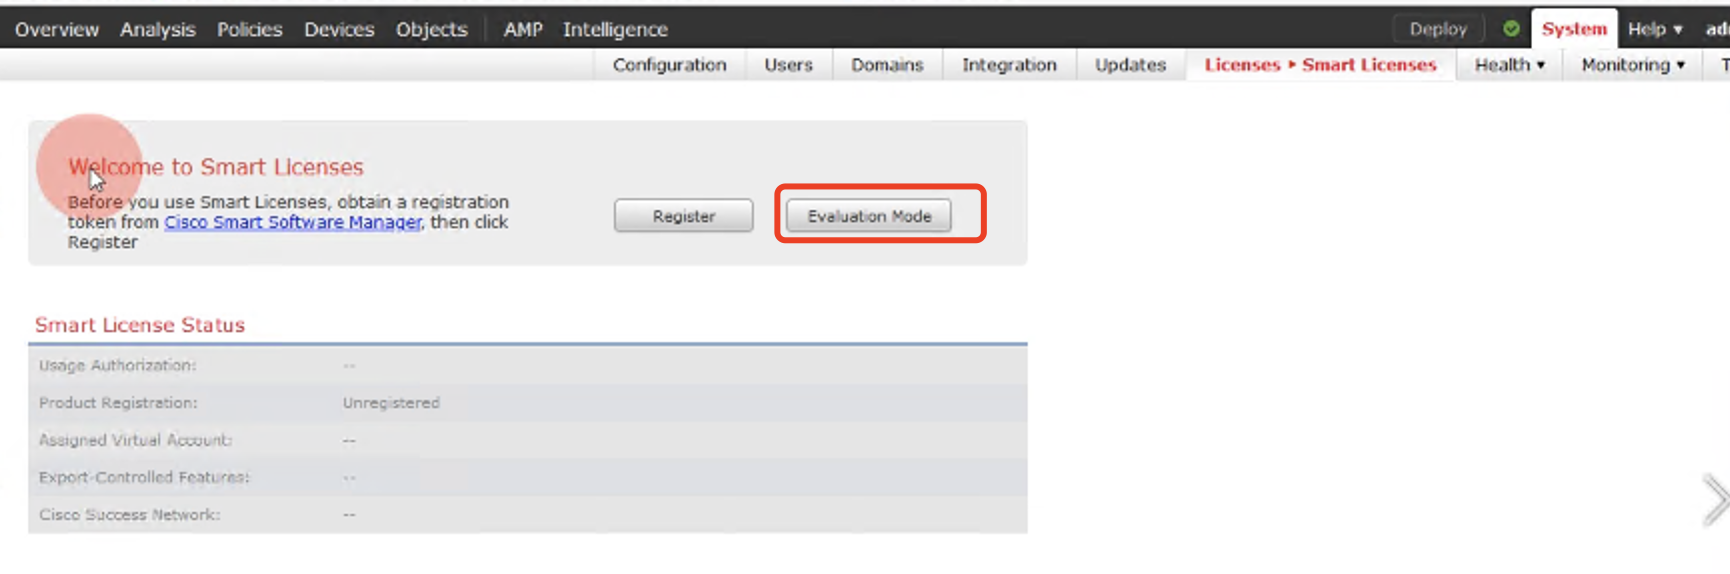 Overview Analysis Policies Devices Objects AMP Intelligence Deploy System Help
Configuration Users Domains Integration Updates Licenses ▸ Smart Licenses Health Monitoring
Welcome to Smart Licenses
Before you use Smart Licenses, obtain a registration
token from Cisco Smart Software Manager, then click
Register
Register Evaluation Mode
Smart License Status
Usage Authorization: --
Product Registration: Unregistered
Assigned Virtual Account: --
Export-Controlled Features: --
Cisco Success Network: --